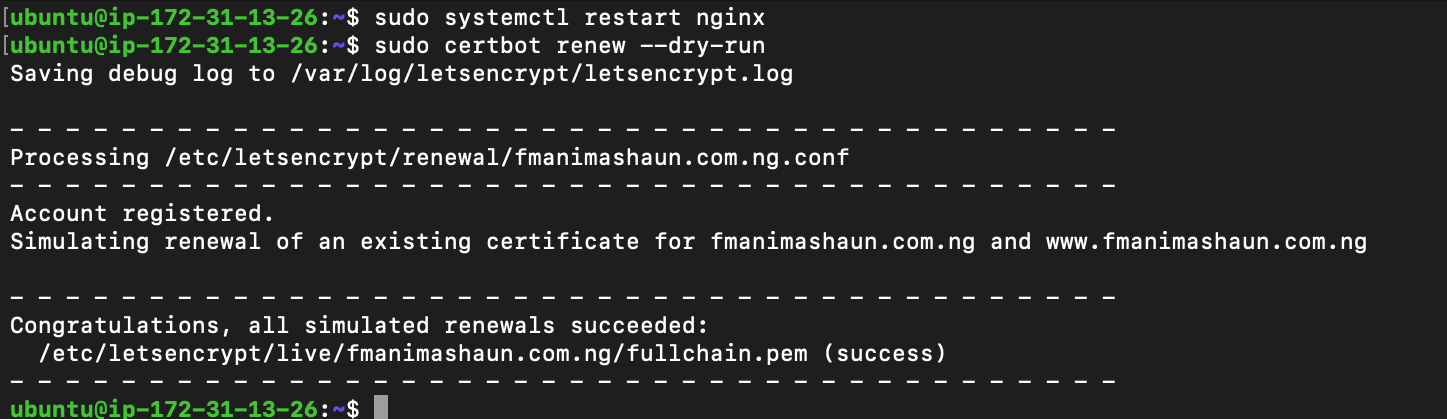 [ubuntu@ip-172-31-13-26:~$ sudo systemctl restart nginx
[ubuntu@ip-172-31-13-26:~$ sudo certbot renew --dry-run
Saving debug log to /var/log/letsencrypt/letsencrypt.log
- - - - - - - - - - - - - - - - - - - - - - - - - - - - - - - - - - - - - - - -
Processing /etc/letsencrypt/renewal/fmanimashaun.com.ng.conf
- - - - - - - - - - - - - - - - - - - - - - - - - - - - - - - - - - - - - - - -
Account registered.
Simulating renewal of an existing certificate for fmanimashaun.com.ng and www.fmanimashaun.com.ng
- - - - - - - - - - - - - - - - - - - - - - - - - - - - - - - - - - - - - - - -
Congratulations, all simulated renewals succeeded:
  /etc/letsencrypt/live/fmanimashaun.com.ng/fullchain.pem (success)
- - - - - - - - - - - - - - - - - - - - - - - - - - - - - - - - - - - - - - - -
ubuntu@ip-172-31-13-26:~$